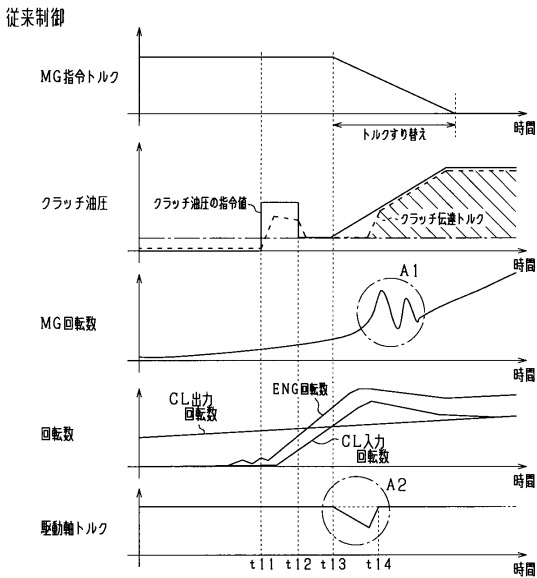 従来制御
MG指令トルク
トルクすり替え
時間
クラッチ油圧
クラッチ油圧の指令値
クラッチ伝達トルク
時間
MG回転数
A1
時間
回転数
CL出力
回転数
ENG回転数
CL入力
回転数
時間
駆動軸トルク
A2
t11
t12
t13
t14
時間